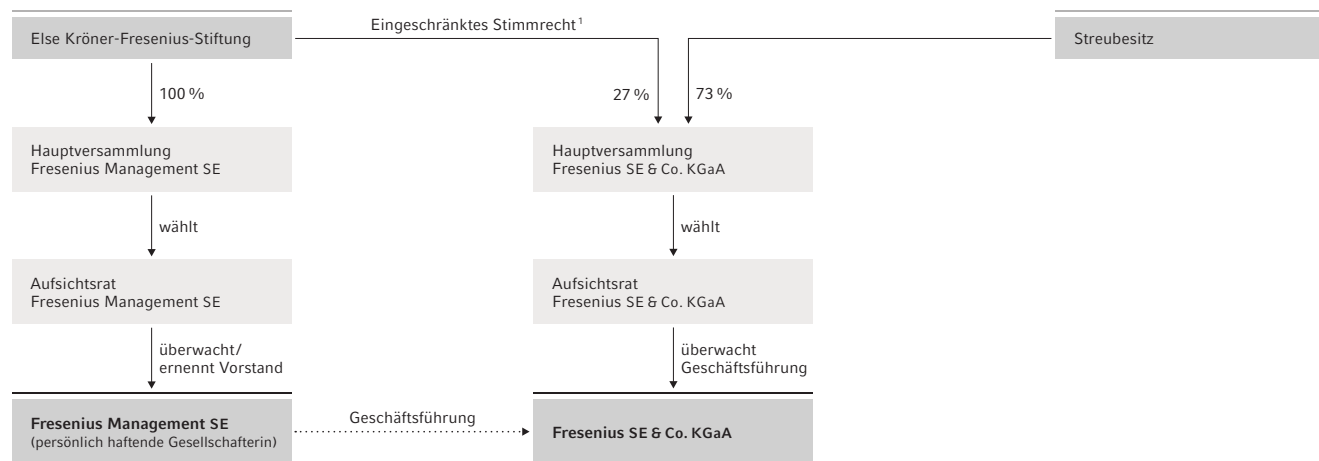 Else Kröner-Fresenius-Stiftung
Eingeschränktes Stimmrecht¹
Streubesitz
100 %
27 %
73 %
Hauptversammlung
Fresenius Management SE
Hauptversammlung
Fresenius SE & Co. KGaA
wählt
wählt
Aufsichtsrat
Fresenius Management SE
Aufsichtsrat
Fresenius SE & Co. KGaA
überwacht/
ernennt Vorstand
überwacht
Geschäftsführung
Fresenius Management SE
(persönlich haftende Gesellschafterin)
Geschäftsführung
Fresenius SE & Co. KGaA